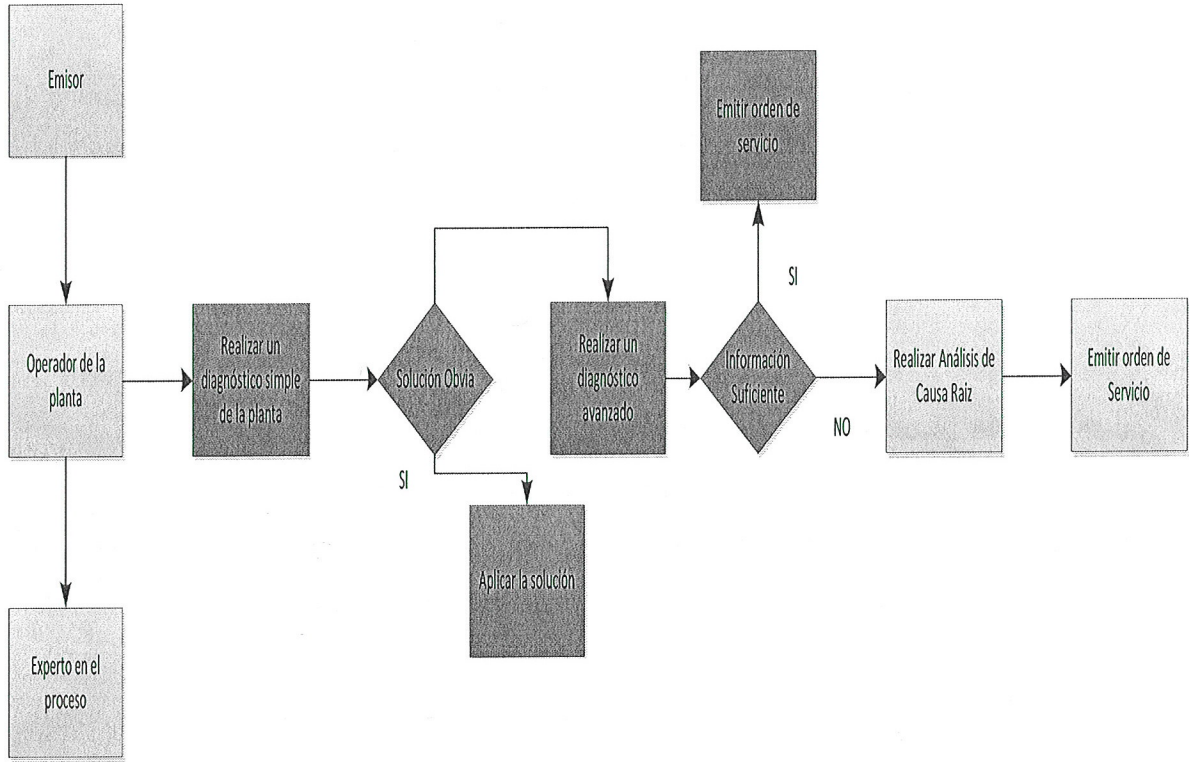 Emisor
Emitir orden de
servicio
SI
Operador de la
planta
Realizar un
diagnóstico simple
de la planta
Solución Obvia
Realizar un
diagnóstico
avanzado
Información
Suficiente
Realizar Análisis de
Causa Raiz
Emitir orden de
Servicio
NO
SI
Aplicar la solución
Experto en el
proceso